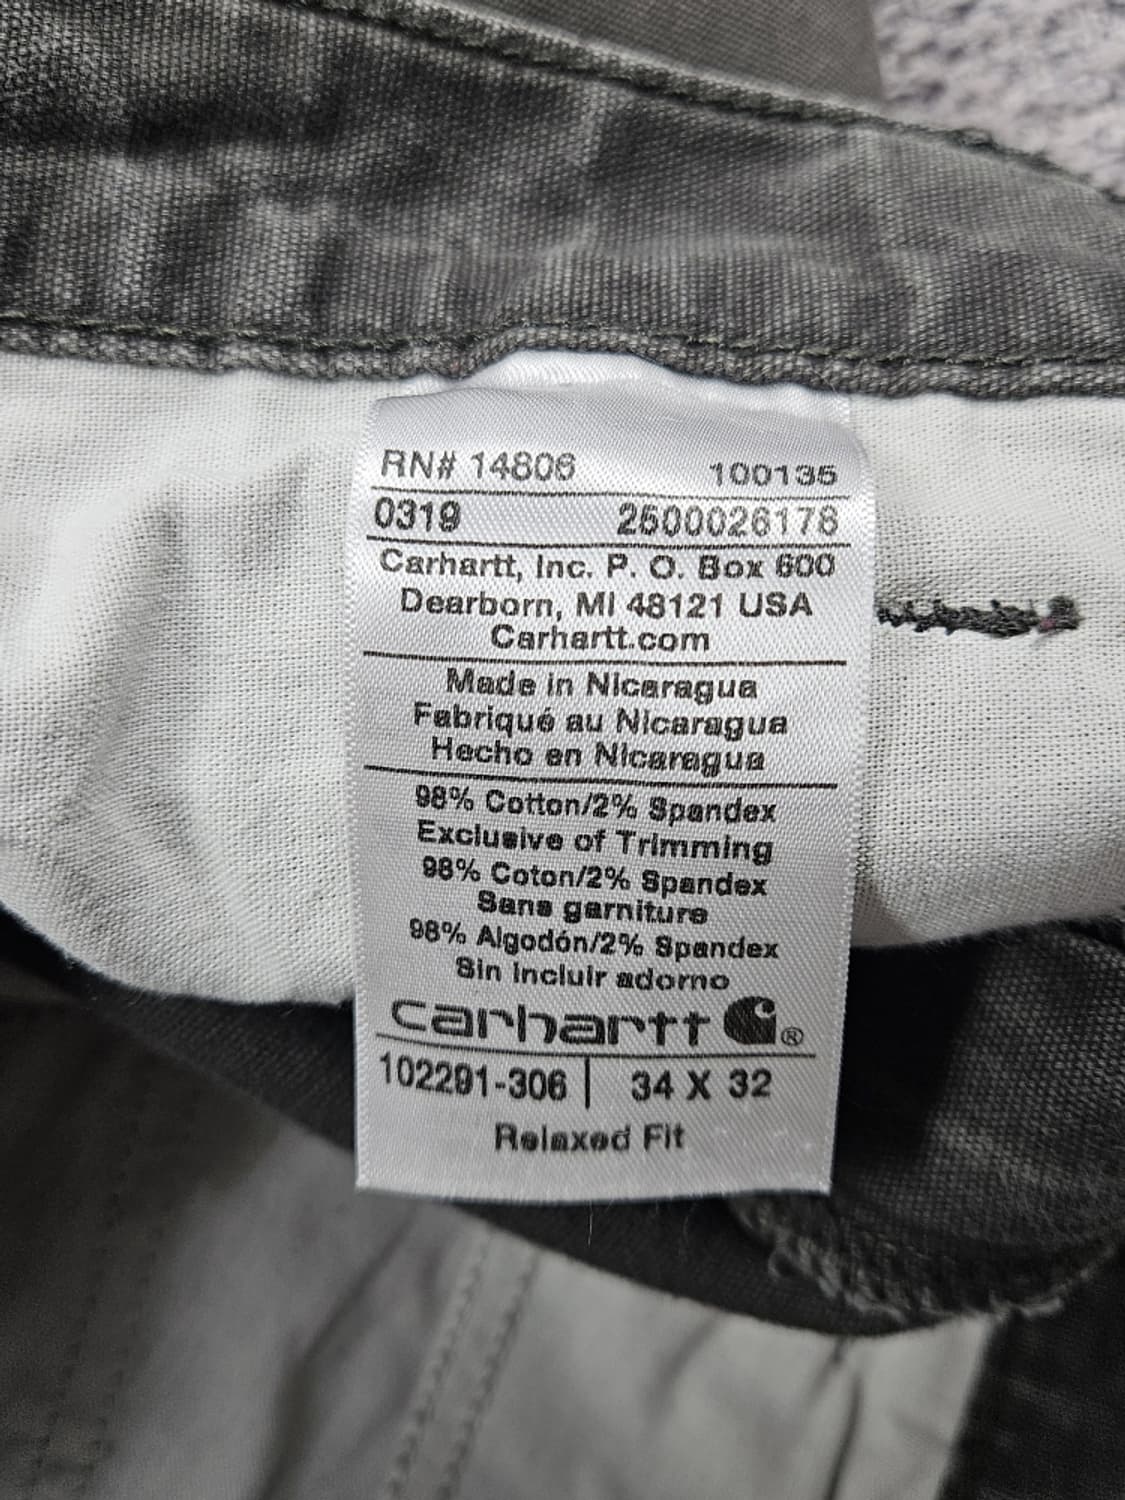 RN# 14806 100135
0319 2500026178
Carhartt, Inc. P. O. Box 600
Dearborn, MI 48121 USA
Carhartt.com
Made in Nicaragua
Fabriqué au Nicaragua
Hecho en Nicaragua
98% Cotton/2% Spandex
Exclusive of Trimming
98% Coton/2% Spandex
Sans garniture
98% Algodón/2% Spandex
Sin incluir adorno
carhartt ®
102291-306 | 34 X 32
Relaxed Fit